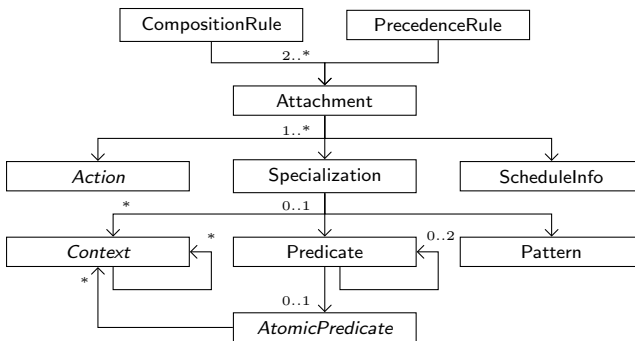 CompositionRule
PrecedenceRule
2..*
Attachment
1..*
Action
Specialization
ScheduleInfo
*
0..1
Context
*
Predicate
0..2
Pattern
*
0..1
AtomicPredicate